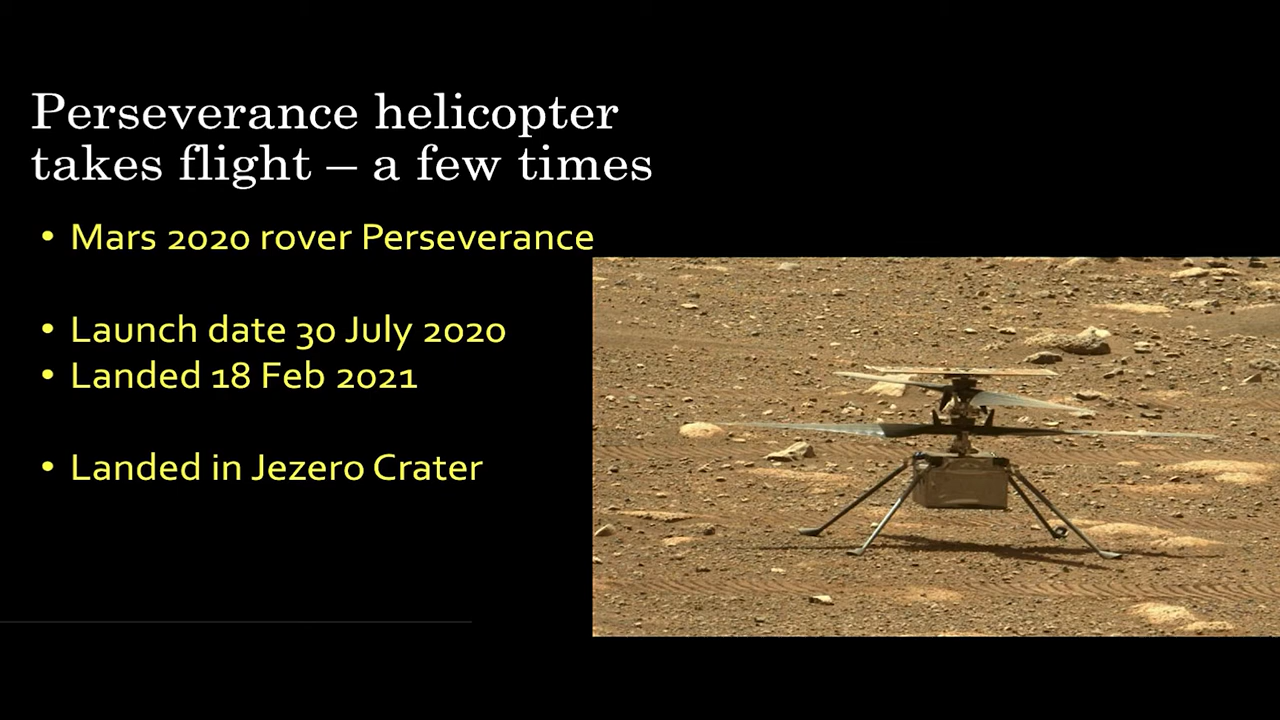 Perseverance helicopter
takes flight – a few times
• Mars 2020 rover Perseverance
• Launch date 30 July 2020
• Landed 18 Feb 2021
• Landed in Jezero Crater